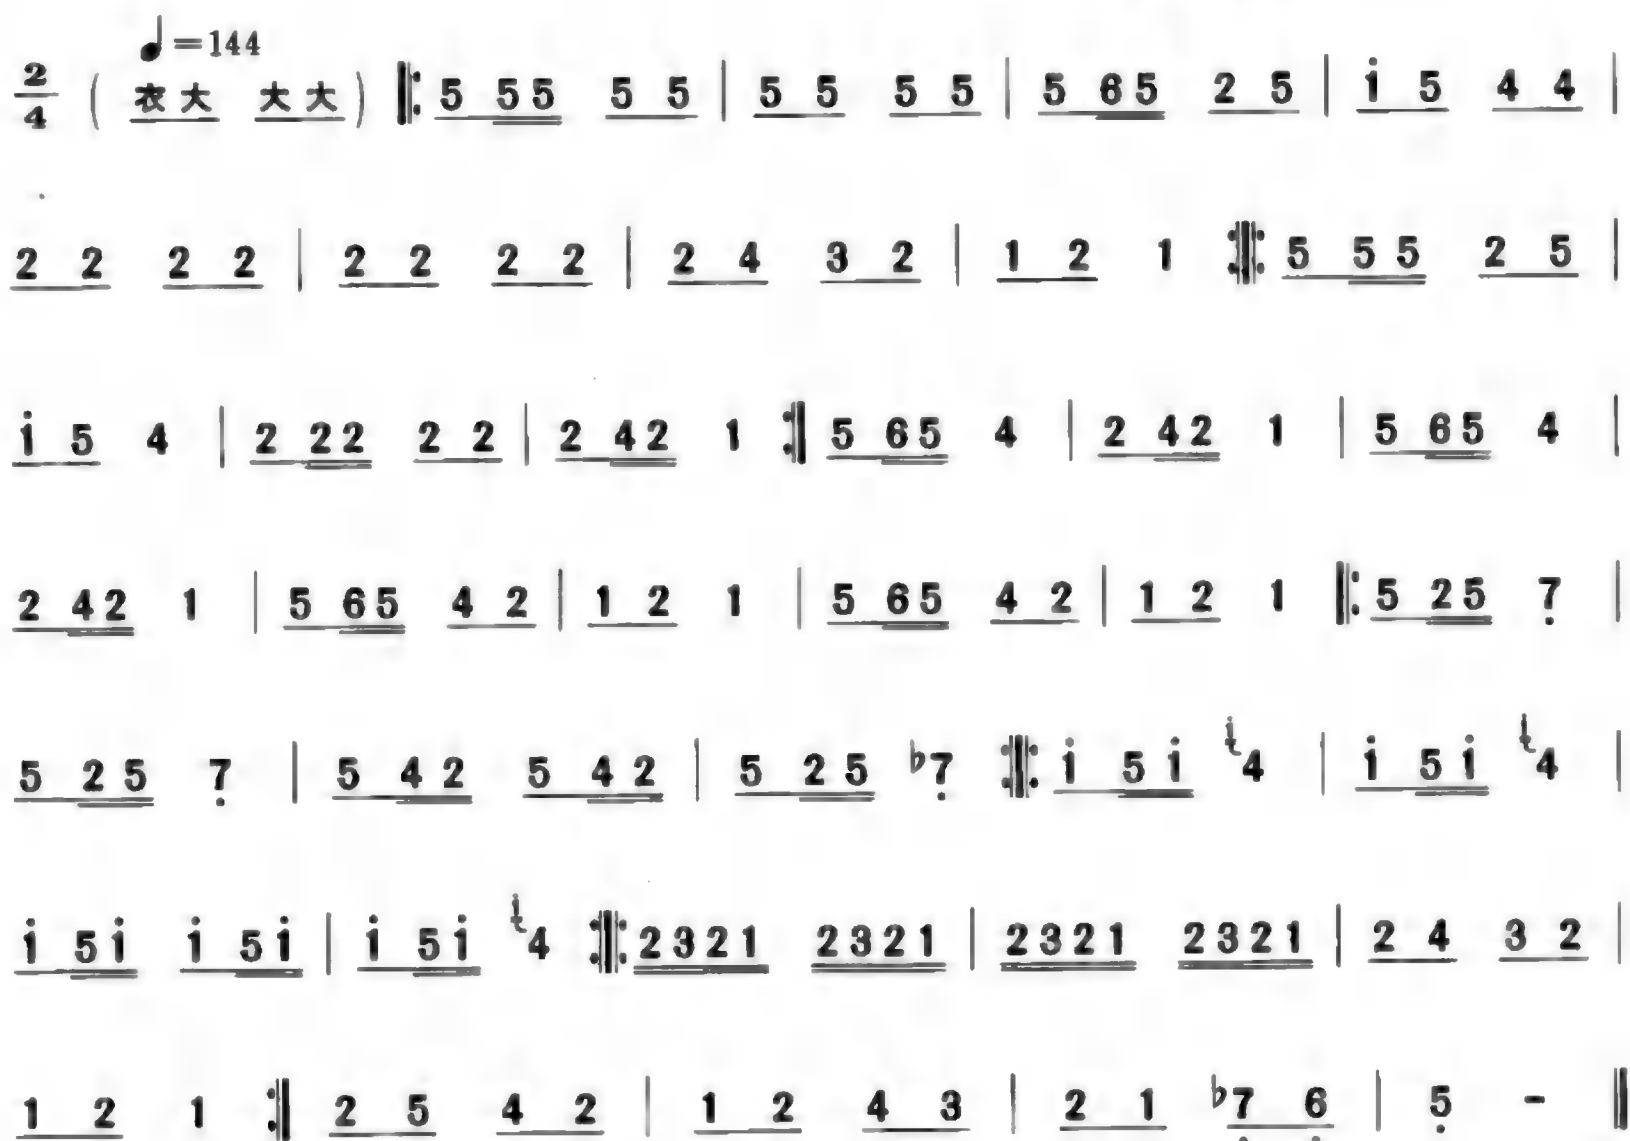 ♩=144
2/4 ( 衣大 大大 ) ‖: 5 55 5 5 | 5 5 5 5 | 5 65 2 5 | i 5 4 4 |
2 2 2 2 | 2 2 2 2 | 2 4 3 2 | 1 2 1 :‖: 5 55 2 5 |
i 5 4 | 2 22 2 2 | 2 42 1 :‖ 5 65 4 | 2 42 1 | 5 65 4 |
2 42 1 | 5 65 4 2 | 1 2 1 | 5 65 4 2 | 1 2 1 ‖: 5 25 7̣ |
5 25 7̣ | 5 42 5 42 | 5 25 ♭7̣ :‖: i 5i i4 | i 5i i4 |
i 5i i 5i | i 5i i4 :‖: 2321 2321 | 2321 2321 | 2 4 3 2 |
1 2 1 :‖ 2 5 4 2 | 1 2 4 3 | 2 1 ♭7̣ 6̣ | 5̣ - ‖